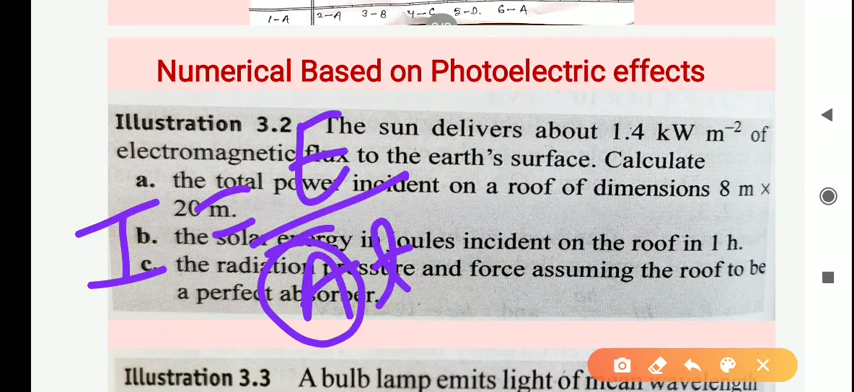 1-A 2-A 3-B 4-C 5-D. 6-A
Numerical Based on Photoelectric effects
Illustration 3.2 The sun delivers about 1.4 kW m⁻² of
electromagnetic flux to the earth's surface. Calculate
a. the total power incident on a roof of dimensions 8 m ×
20 m.
b. the solar energy in joules incident on the roof in 1 h.
c. the radiation pressure and force assuming the roof to be
a perfect absorber.
I = E
A t
Illustration 3.3 A bulb lamp emits light of mean wavelength